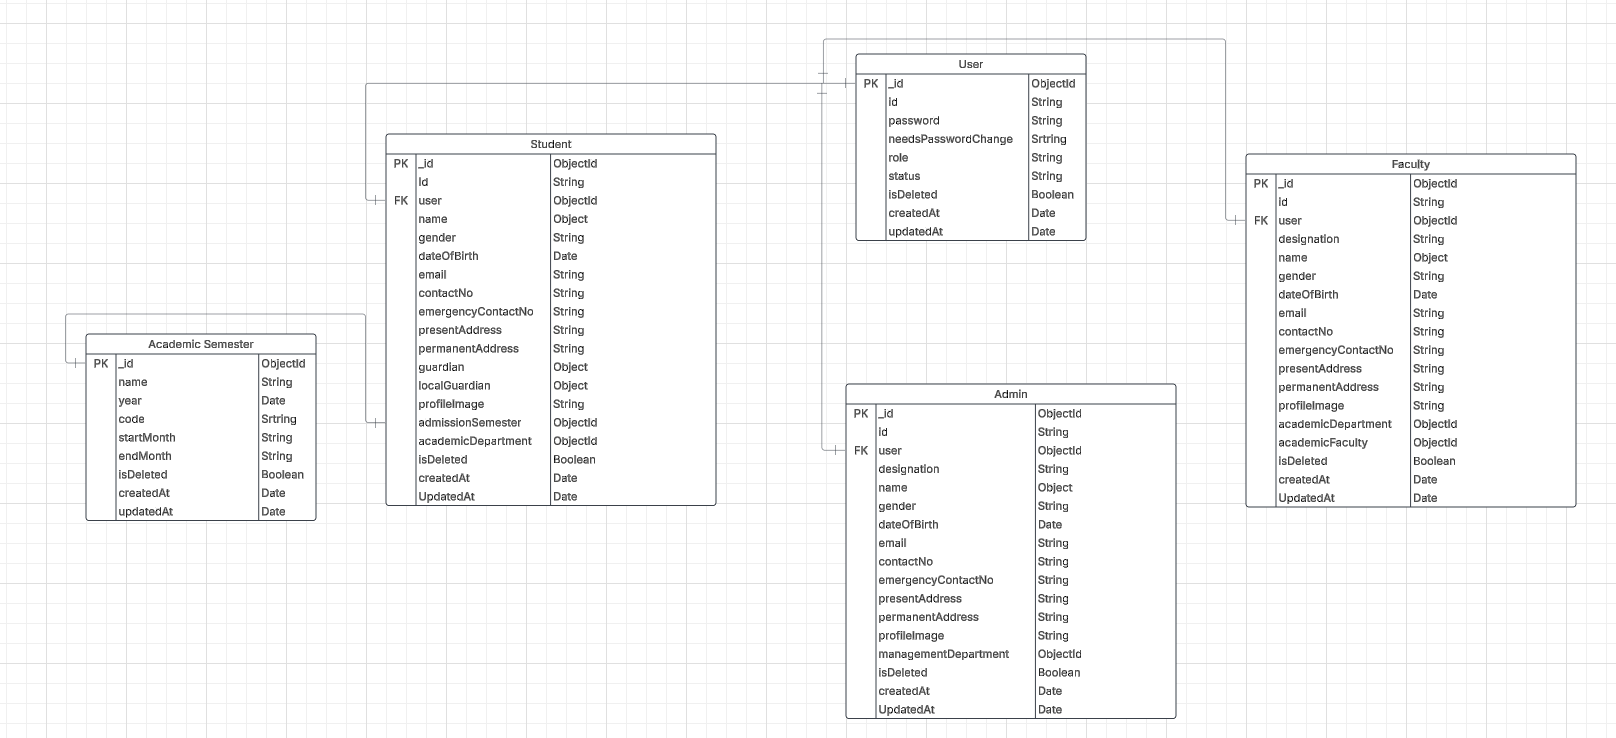 User
PK _id ObjectId
id String
password String
needsPasswordChange Srtring
role String
status String
isDeleted Boolean
createdAt Date
updatedAt Date
Student
PK _id ObjectId
id String
FK user ObjectId
name Object
gender String
dateOfBirth Date
email String
contactNo String
emergencyContactNo String
presentAddress String
permanentAddress String
guardian Object
localGuardian Object
profileImage String
admissionSemester ObjectId
academicDepartment ObjectId
isDeleted Boolean
createdAt Date
UpdatedAt Date
Faculty
PK _id ObjectId
id String
FK user ObjectId
designation String
name Object
gender String
dateOfBirth Date
email String
contactNo String
emergencyContactNo String
presentAddress String
permanentAddress String
profileImage String
academicDepartment ObjectId
academicFaculty ObjectId
isDeleted Boolean
createdAt Date
UpdatedAt Date
Academic Semester
PK _id ObjectId
name String
year Date
code Srtring
startMonth String
endMonth String
isDeleted Boolean
createdAt Date
updatedAt Date
Admin
PK _id ObjectId
id String
FK user ObjectId
designation String
name Object
gender String
dateOfBirth Date
email String
contactNo String
emergencyContactNo String
presentAddress String
permanentAddress String
profileImage String
managementDepartment ObjectId
isDeleted Boolean
createdAt Date
UpdatedAt Date